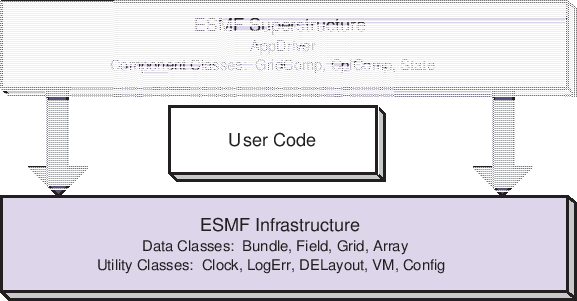 ESMF Superstructure
AppDriver
Component Classes: GridComp, CplComp, State
User Code
ESMF Infrastructure
Data Classes: Bundle, Field, Grid, Array
Utility Classes: Clock, LogErr, DELayout, VM, Config